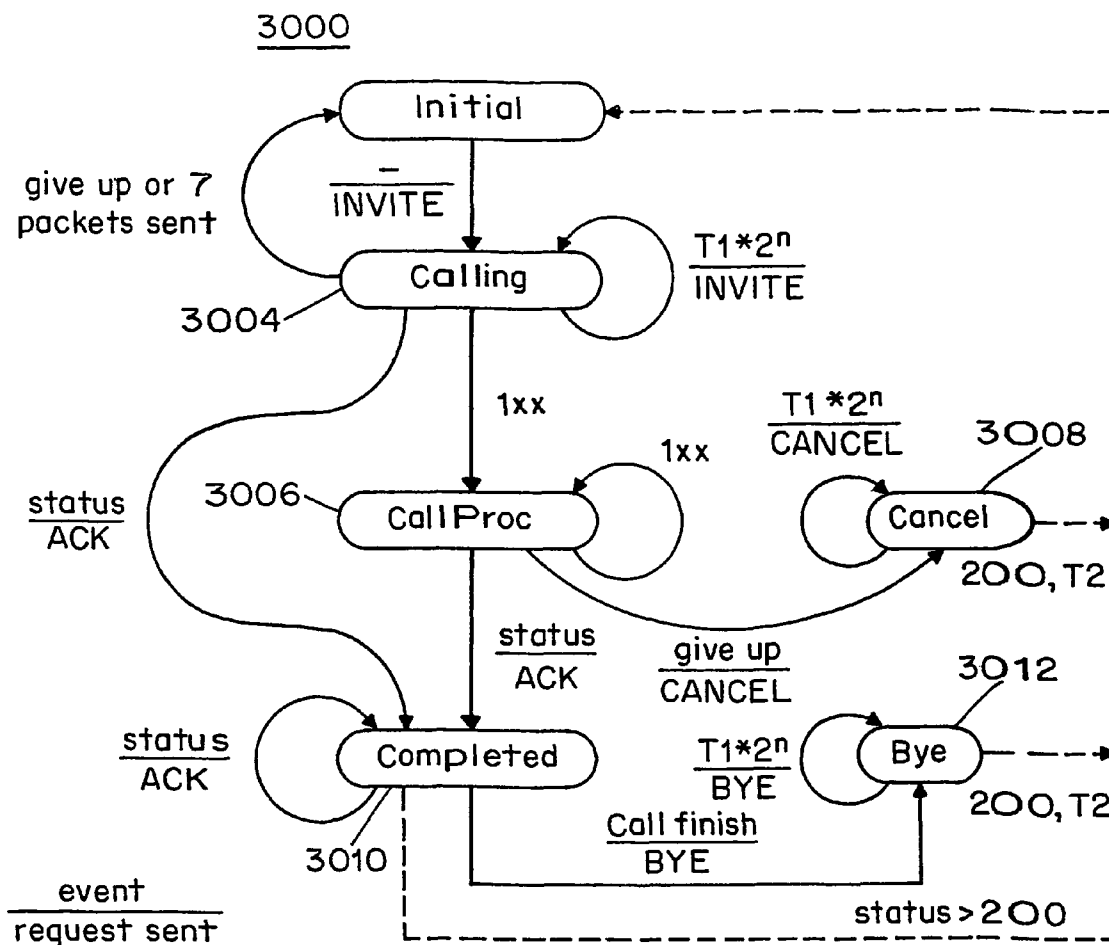 3000
Initial
give up or 7
packets sent
–
INVITE
Calling
T1*2ⁿ
INVITE
3004
1xx
T1*2ⁿ
CANCEL
3008
1xx
3006
CallProc
Cancel
status
ACK
200, T2
status
ACK
give up
CANCEL
3012
status
ACK
Completed
T1*2ⁿ
BYE
Bye
200, T2
3010
Call finish
BYE
event
request sent
status > 200